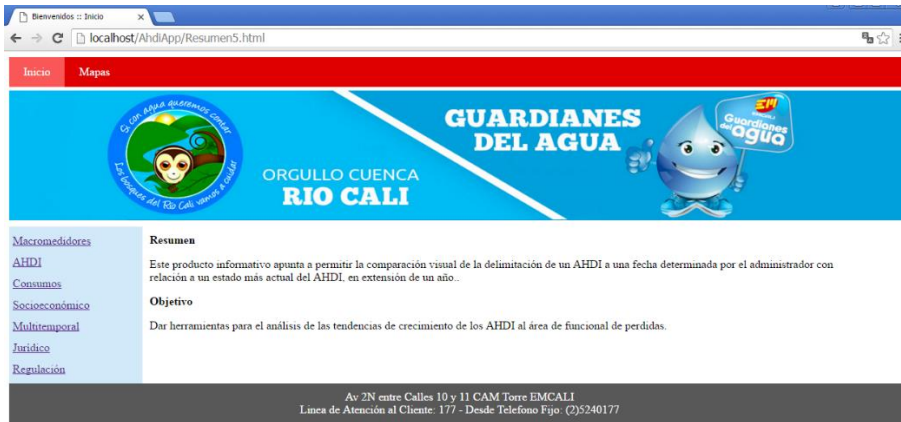 Bienvenidos :: Inicio
localhost/AhdiApp/Resumen5.html
Inicio Mapas
Si con agua queremos contar
Los bosques del Río Cali vamos a cuidar
ORGULLO CUENCA
RIO CALI
GUARDIANES
DEL AGUA
EM
EMCALI
Guardianes
del agua
Macromedidores
AHDI
Consumos
Socioeconómico
Multitemporal
Jurídico
Regulación
Resumen
Este producto informativo apunta a permitir la comparación visual de la delimitación de un AHDI a una fecha determinada por el administrador con
relación a un estado más actual del AHDI, en extensión de un año..
Objetivo
Dar herramientas para el análisis de las tendencias de crecimiento de los AHDI al área de funcional de perdidas.
Av 2N entre Calles 10 y 11 CAM Torre EMCALI
Linea de Atención al Cliente: 177 - Desde Telefono Fijo: (2)5240177